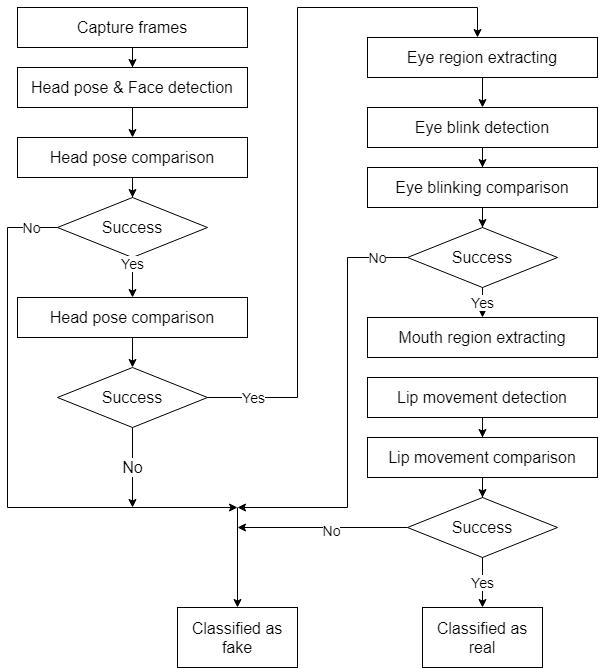 Capture frames
Head pose & Face detection
Head pose comparison
Success
No
Yes
Head pose comparison
Success
Yes
No
Eye region extracting
Eye blink detection
Eye blinking comparison
Success
No
Yes
Mouth region extracting
Lip movement detection
Lip movement comparison
Success
No
Yes
Classified as
fake
Classified as
real